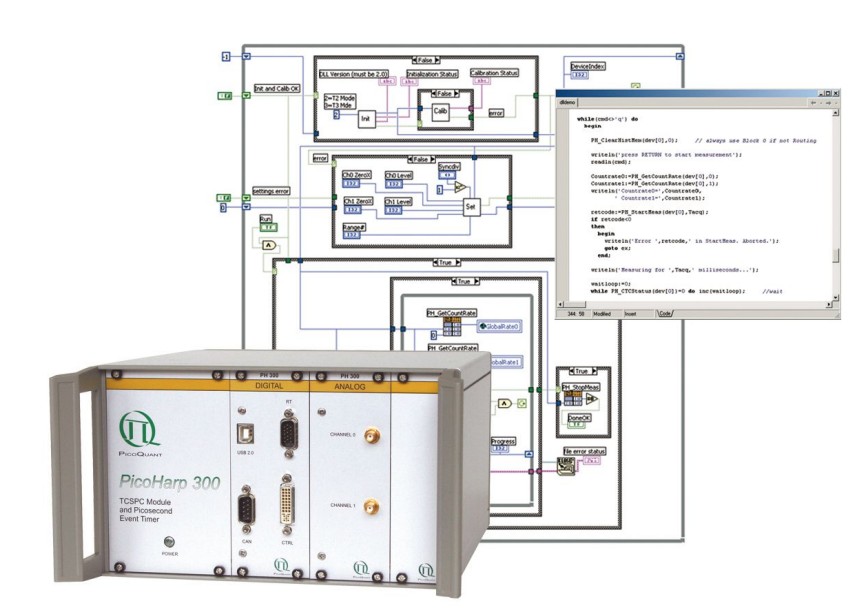 -1
False
DLL Version (must be 2.0)
Initialization Status
Calibration Status
DeviceIndex
Init and Calib OK
2=T2 Mode
3=T3 Mde
2
Init
False
Calib
error
error
False
settings error
0
Ch0 ZeroX
Ch0 Level
Syncdiv
Ch1 ZeroX
Ch1 Level
Set
Range#
Run
True
True
PH_GetCountRate
0
GlobalRate0
PH_GetCountRate
GlobalRate1
True
PH_StopMeas
DoneOK
Progress
file error status
dlldemo
while(cmd<>'q') do
begin
PH_ClearHistMem(dev[0],0); // always use Block 0 if not Routing
writeln('press RETURN to start measurement');
readln(cmd);
Countrate0:=PH_GetCountRate(dev[0],0);
Countrate1:=PH_GetCountRate(dev[0],1);
writeln('Countrate0=',Countrate0,
' Countrate1=',Countrate1);
retcode:=PH_StartMeas(dev[0],Tacq);
if retcode<0
then
begin
writeln('Error ',retcode,' in StartMeas. Aborted.');
goto ex;
end;
writeln('Measuring for ',Tacq,' milliseconds...');
waitloop:=0;
while PH_CTCStatus(dev[0])=0 do inc(waitloop); //wait
344: 58 Modified Insert Code
PH 300
DIGITAL
PH 300
ANALOG
PICOQUANT
PicoHarp 300
TCSPC Module
and Picosecond
Event Timer
POWER
RT
USB 2.0
CAN
CTRL
CHANNEL 0
CHANNEL 1